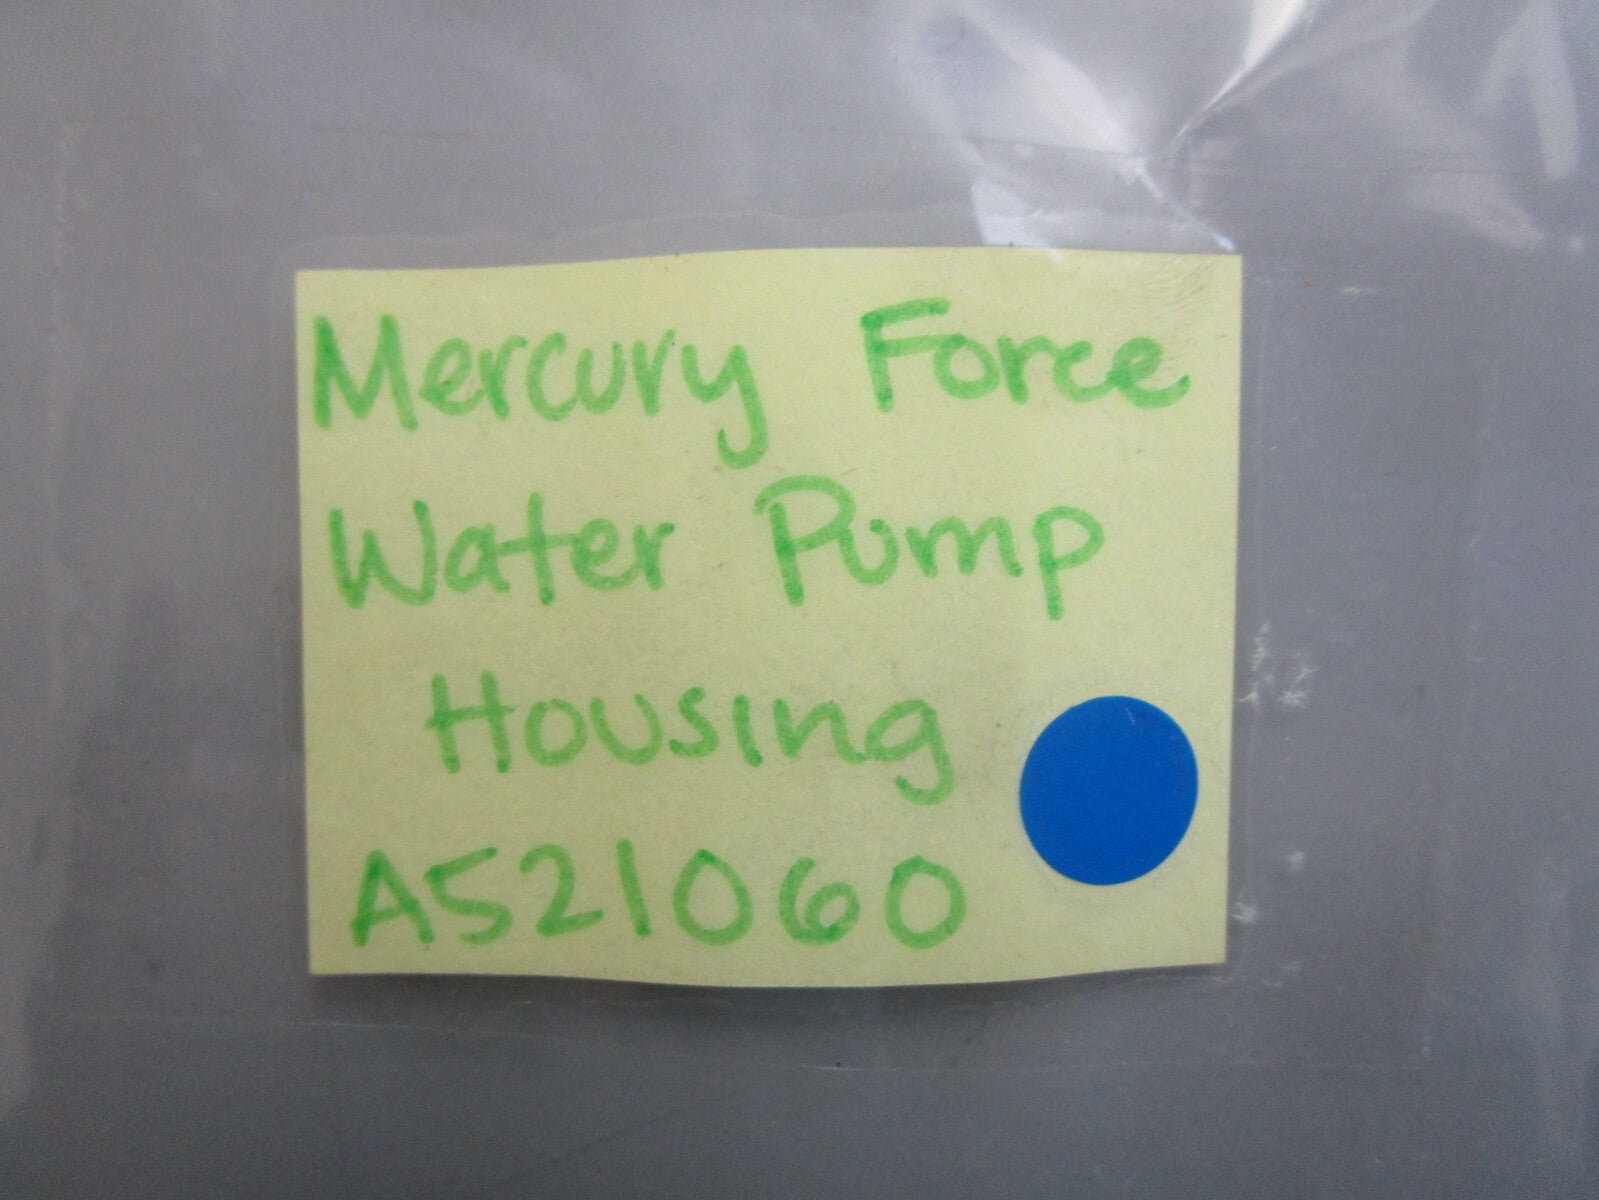 Mercury Force
Water Pump
Housing
A521060